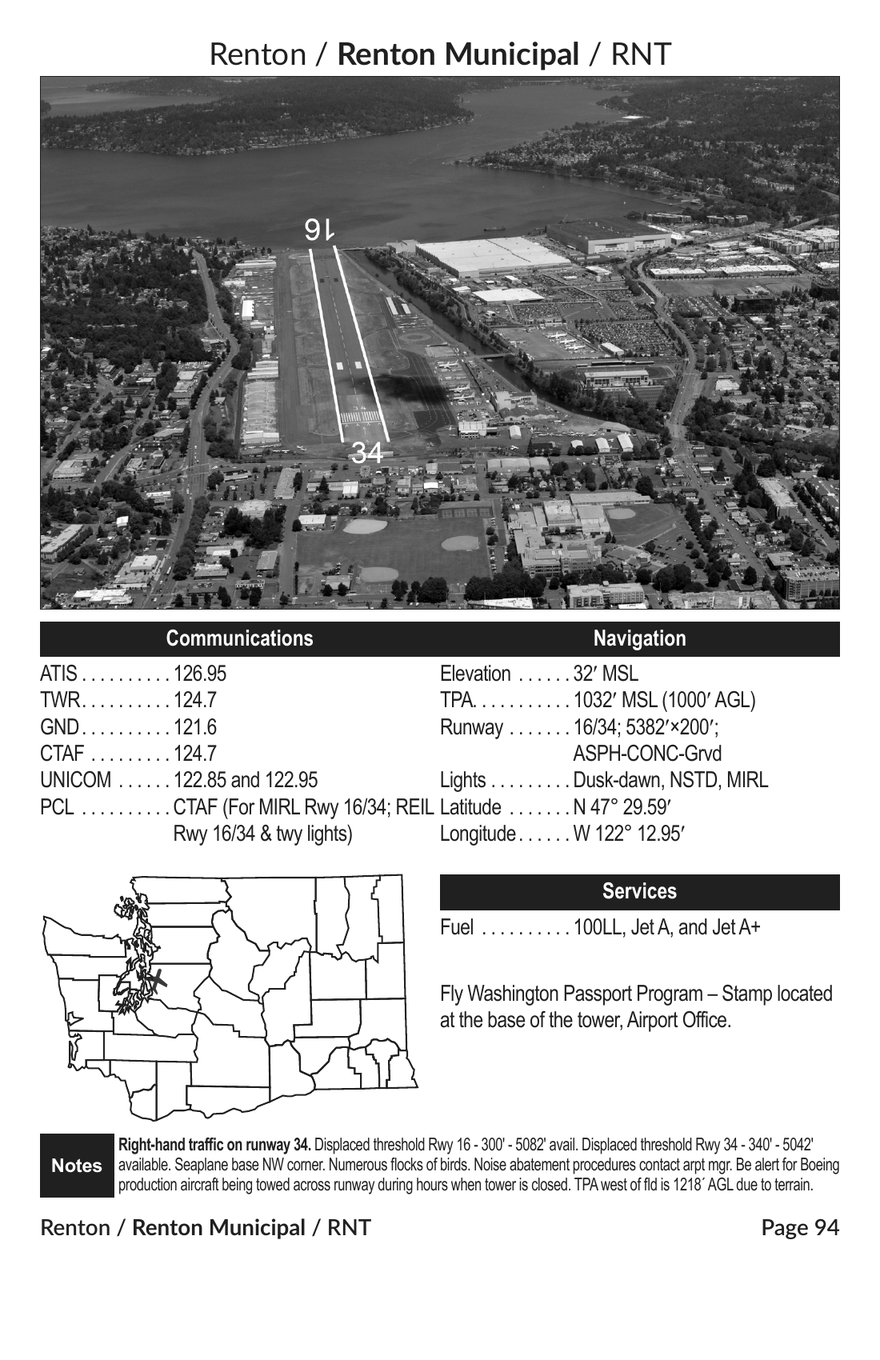 Renton / Renton Municipal / RNT
16
34
Communications
ATIS . . . . . . . . . . 126.95
TWR. . . . . . . . . . 124.7
GND . . . . . . . . . . 121.6
CTAF . . . . . . . . . 124.7
UNICOM . . . . . . 122.85 and 122.95
PCL . . . . . . . . . . CTAF (For MIRL Rwy 16/34; REIL
Rwy 16/34 & twy lights)
Navigation
Elevation . . . . . . 32′ MSL
TPA. . . . . . . . . . . 1032′ MSL (1000′ AGL)
Runway . . . . . . . 16/34; 5382′×200′;
ASPH-CONC-Grvd
Lights . . . . . . . . . Dusk-dawn, NSTD, MIRL
Latitude . . . . . . . N 47° 29.59′
Longitude . . . . . . W 122° 12.95′
Services
Fuel . . . . . . . . . . 100LL, Jet A, and Jet A+
Fly Washington Passport Program – Stamp located
at the base of the tower, Airport Office.
Notes
Right-hand traffic on runway 34. Displaced threshold Rwy 16 - 300' - 5082' avail. Displaced threshold Rwy 34 - 340' - 5042'
available. Seaplane base NW corner. Numerous flocks of birds. Noise abatement procedures contact arpt mgr. Be alert for Boeing
production aircraft being towed across runway during hours when tower is closed. TPA west of fld is 1218´ AGL due to terrain.
Renton / Renton Municipal / RNT
Page 94